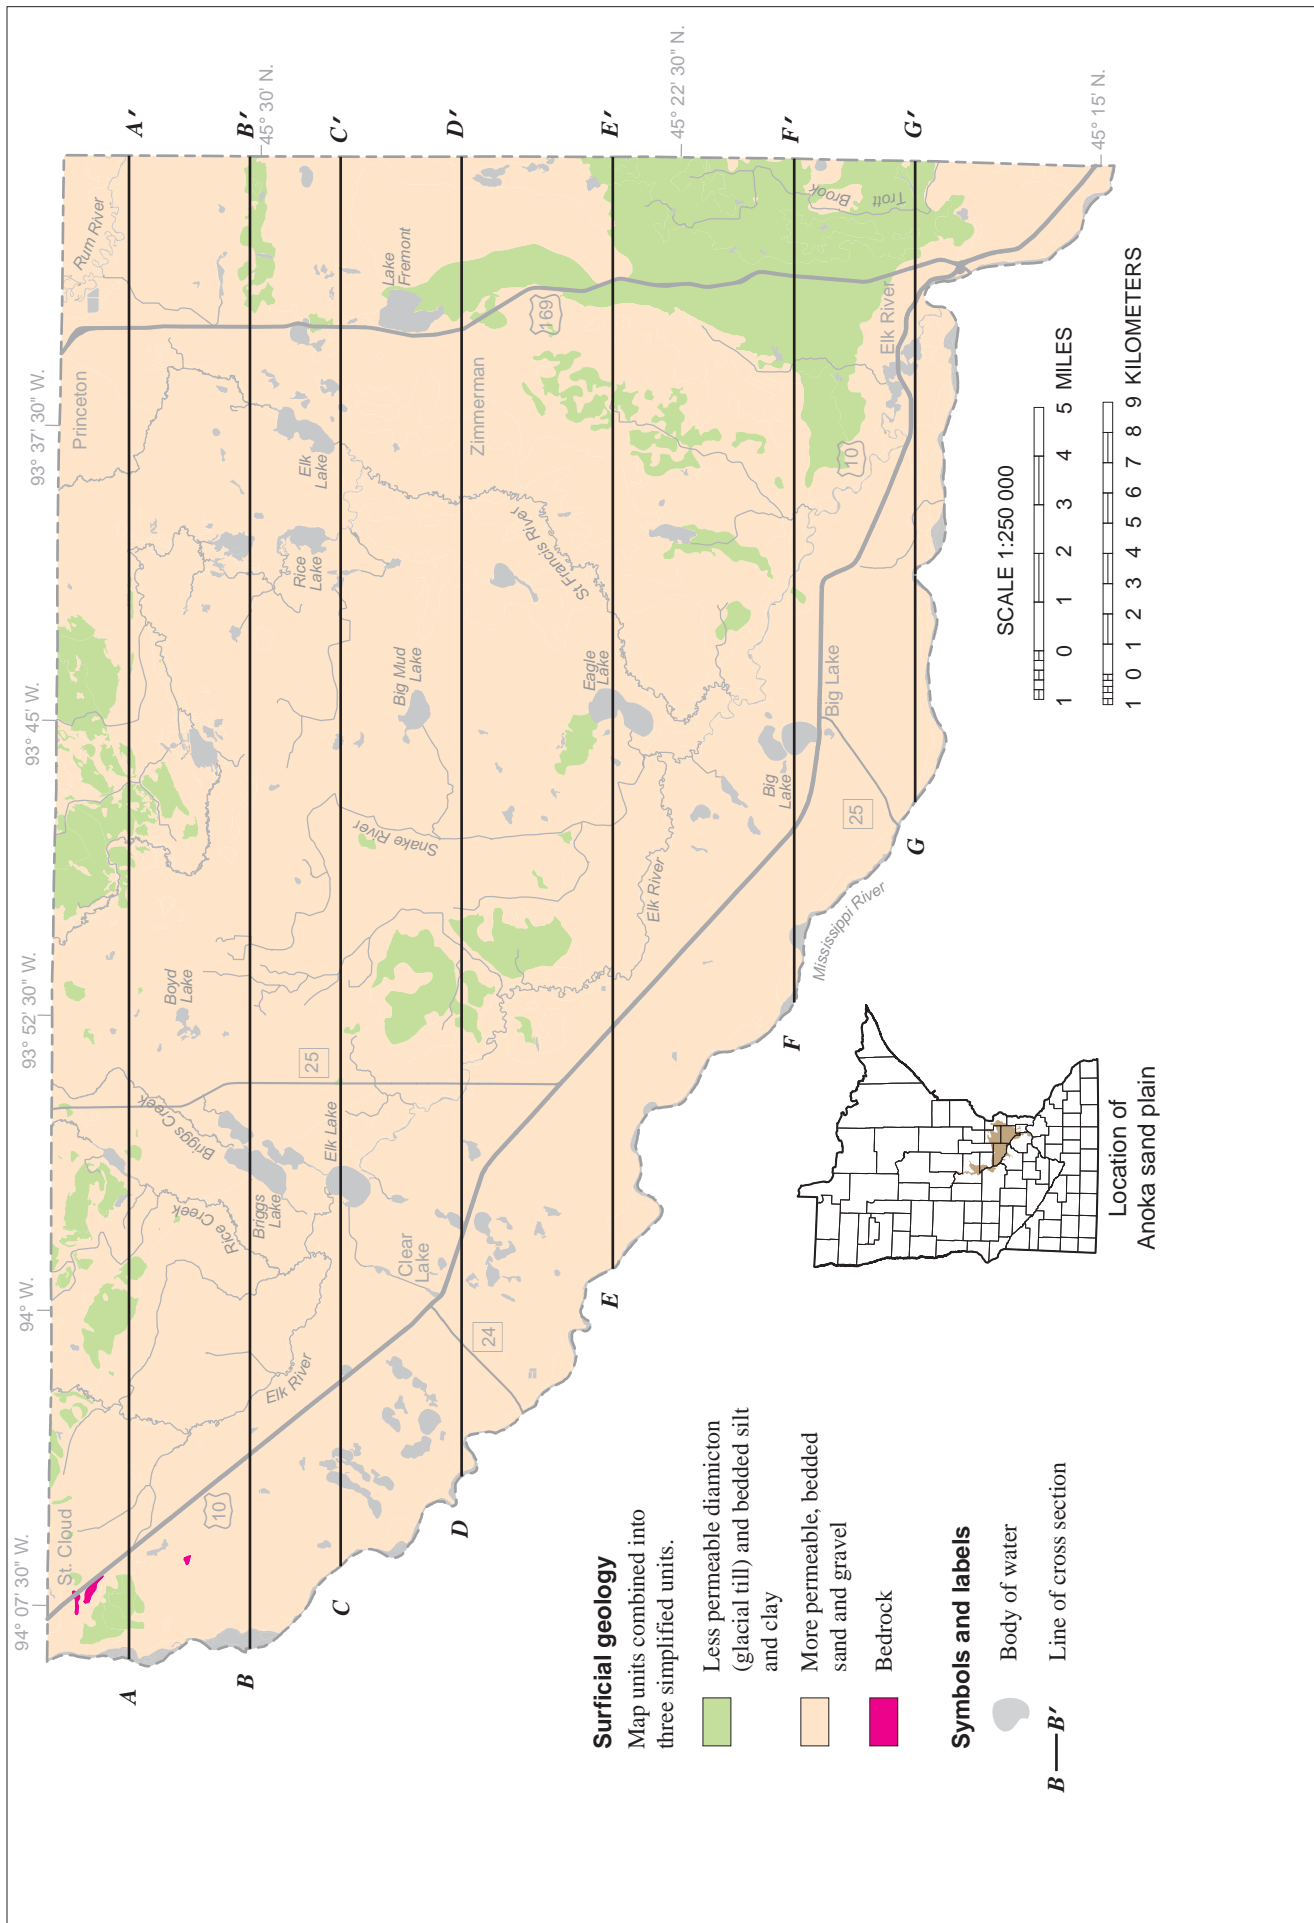 94° 07' 30" W.
94° W.
93° 52' 30" W.
93° 45' W.
93° 37' 30" W.
St. Cloud
Princeton
Rum River
A
A'
Rice Creek
Briggs Creek
Boyd
Lake
10
B
B'
45° 30' N.
Elk River
Briggs
Lake
25
Rice
Lake
Elk
Lake
C
C'
Elk Lake
Snake River
Big Mud
Lake
Lake
Fremont
Clear
Lake
D
D'
Zimmerman
24
St Francis River
169
E
E'
Eagle
Lake
Elk River
45° 22' 30" N.
F
F'
Big
Lake
Big Lake
10
Trott
Brook
Mississippi River
25
Elk River
G
G'
45° 15' N.
Surficial geology
Map units combined into
three simplified units.
Less permeable diamicton
(glacial till) and bedded silt
and clay
More permeable, bedded
sand and gravel
Bedrock
Symbols and labels
Body of water
B B' Line of cross section
Location of
Anoka sand plain
SCALE 1:250 000
1 0 1 2 3 4 5 MILES
1 0 1 2 3 4 5 6 7 8 9 KILOMETERS